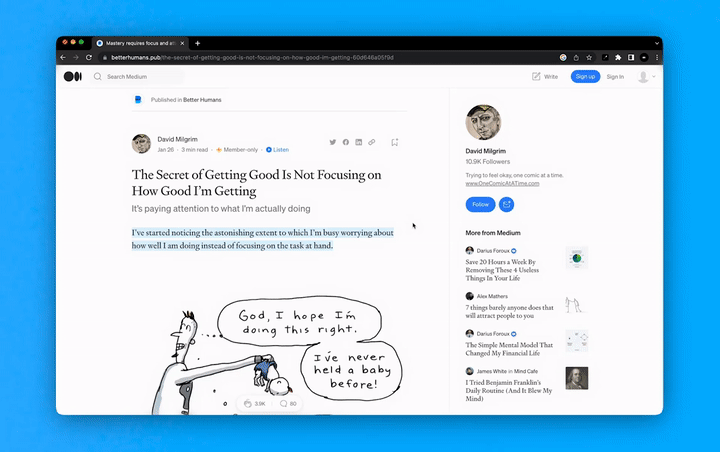 Mastery requires focus and att
betterhumans.pub/the-secret-of-getting-good-is-not-focusing-on-how-good-im-getting-60d646a05f9d
Search Medium
Write
Sign up
Sign In
Published in Better Humans
David Milgrim
Jan 26 · 3 min read · Member-only · Listen
The Secret of Getting Good Is Not Focusing on
How Good I’m Getting
It’s paying attention to what I’m actually doing
I’ve started noticing the astonishing extent to which I’m busy worrying about
how well I am doing instead of focusing on the task at hand.
God, I hope I'm
doing this right.
I've never
held a baby
before!
3.9K
60
David Milgrim
10.9K Followers
Trying to feel okay, one comic at a time.
www.OneComicAtATime.com
Follow
More from Medium
Darius Foroux
Save 20 Hours a Week By
Removing These 4 Useless
Things In Your Life
Alex Mathers
7 things barely anyone does that
will attract people to you
Darius Foroux
The Simple Mental Model That
Changed My Financial Life
James White in Mind Cafe
I Tried Benjamin Franklin’s
Daily Routine (And It Blew My
Mind)